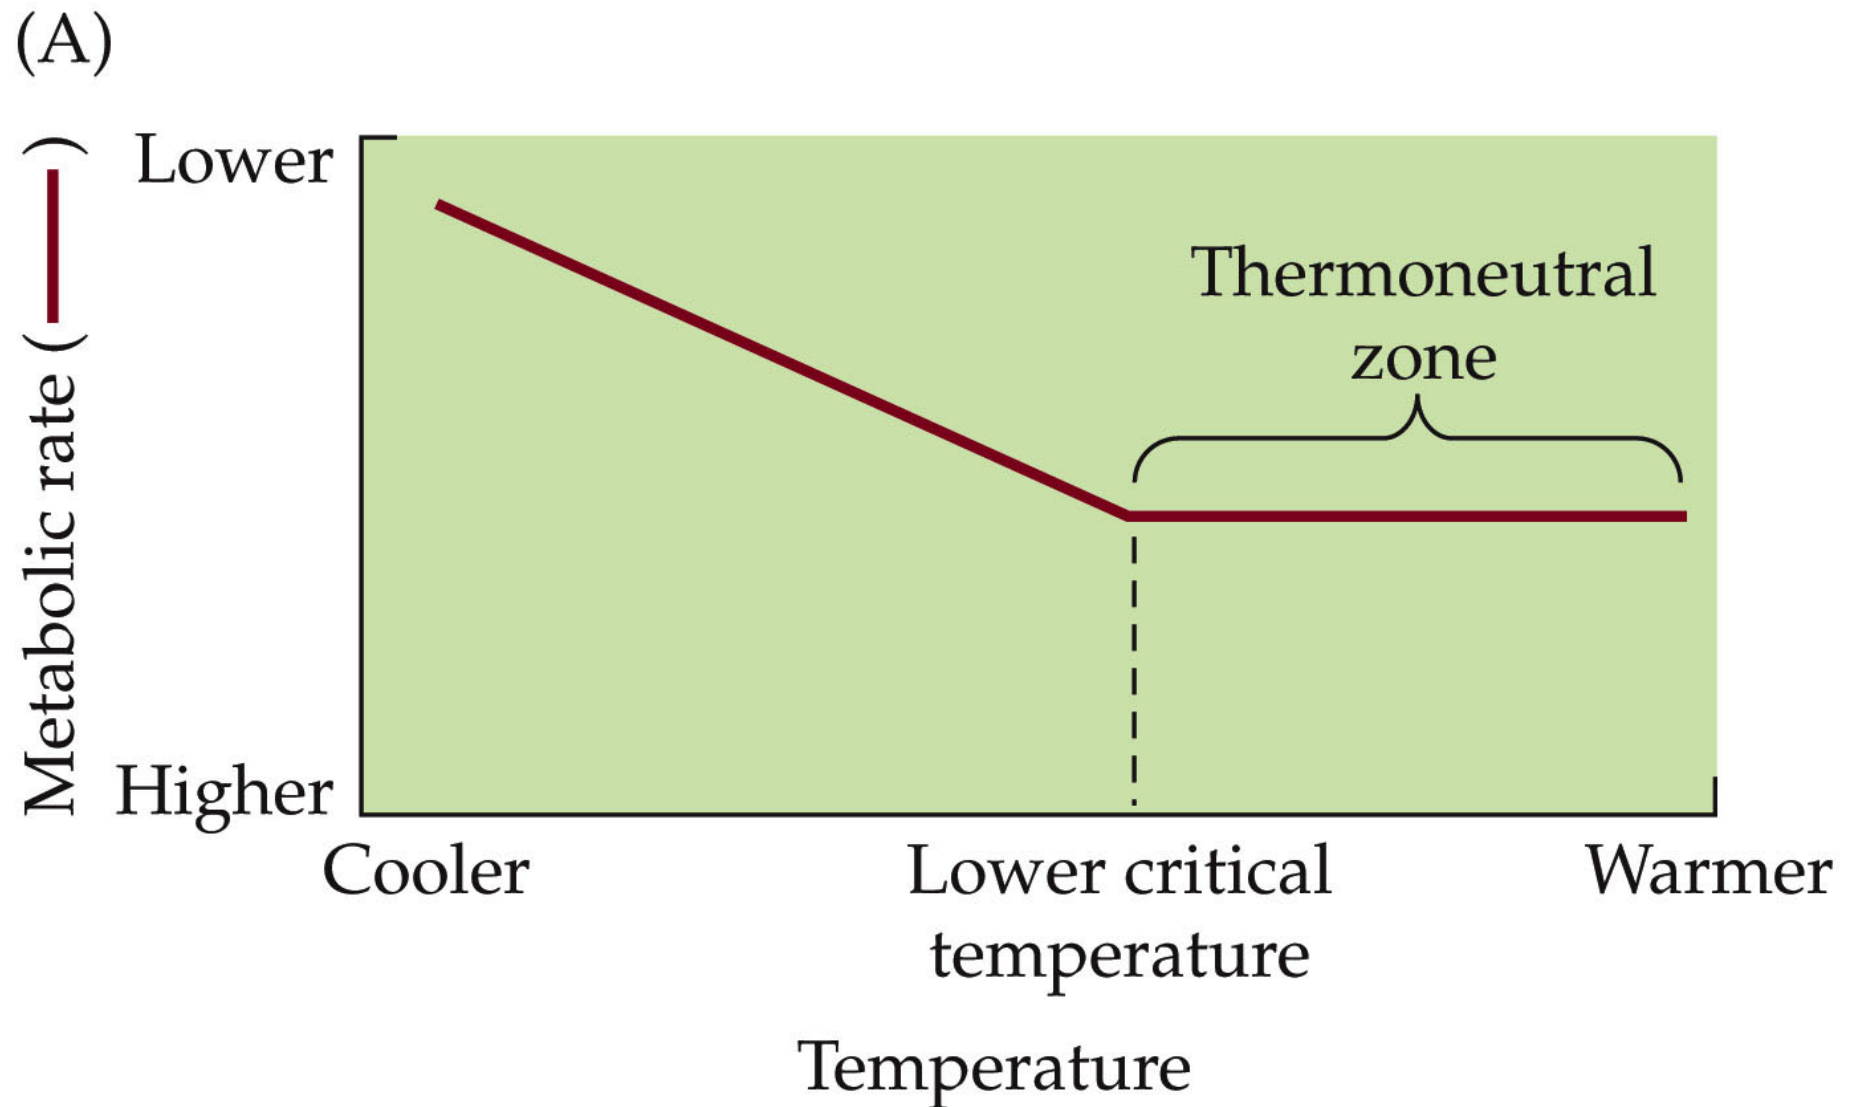 (A)
Metabolic rate ( )
Lower
Higher
Thermoneutral
zone
Cooler
Lower critical
temperature
Warmer
Temperature